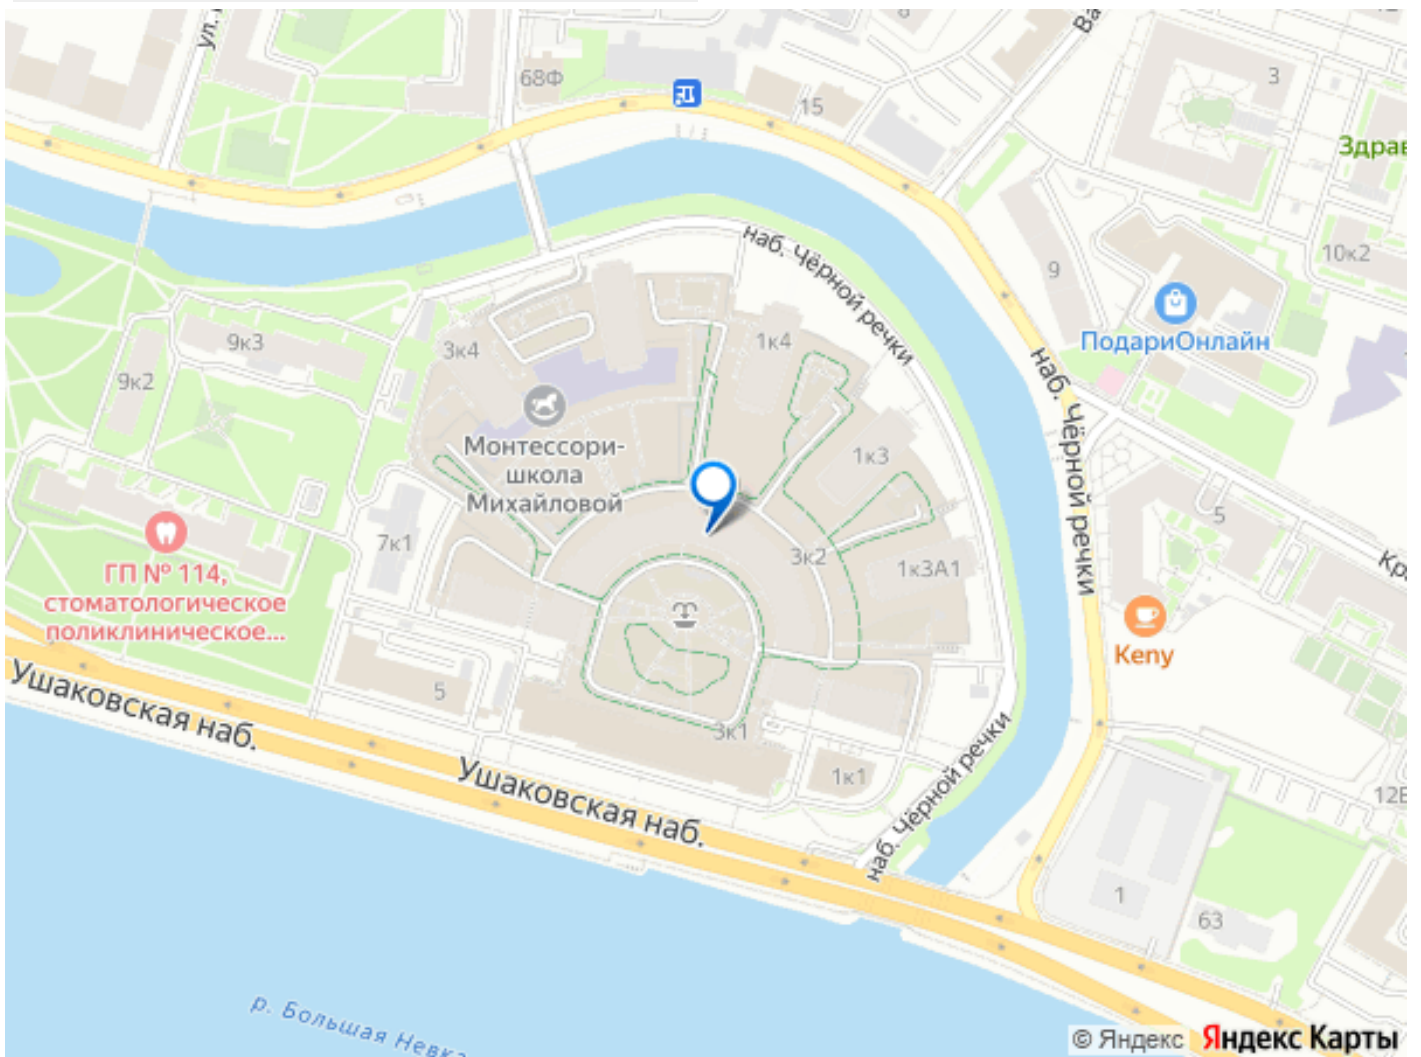 ул.
68Ф
15
3
Здрав
10к2
9
ПодариОнлайн
наб. Чёрной речки
9к3
9к2
3к4
1к4
Монтессори-
школа
Михайловой
1к3
наб. Чёрной речки
5
7к1
3к2
1к3А1
ГП № 114,
стоматологическое
поликлиническое...
Keny
5
Ушаковская наб.
3к1
1к1
Ушаковская наб.
наб. Чёрной речки
12В
1
63
р. Большая Невка
© Яндекс Яндекс Карты